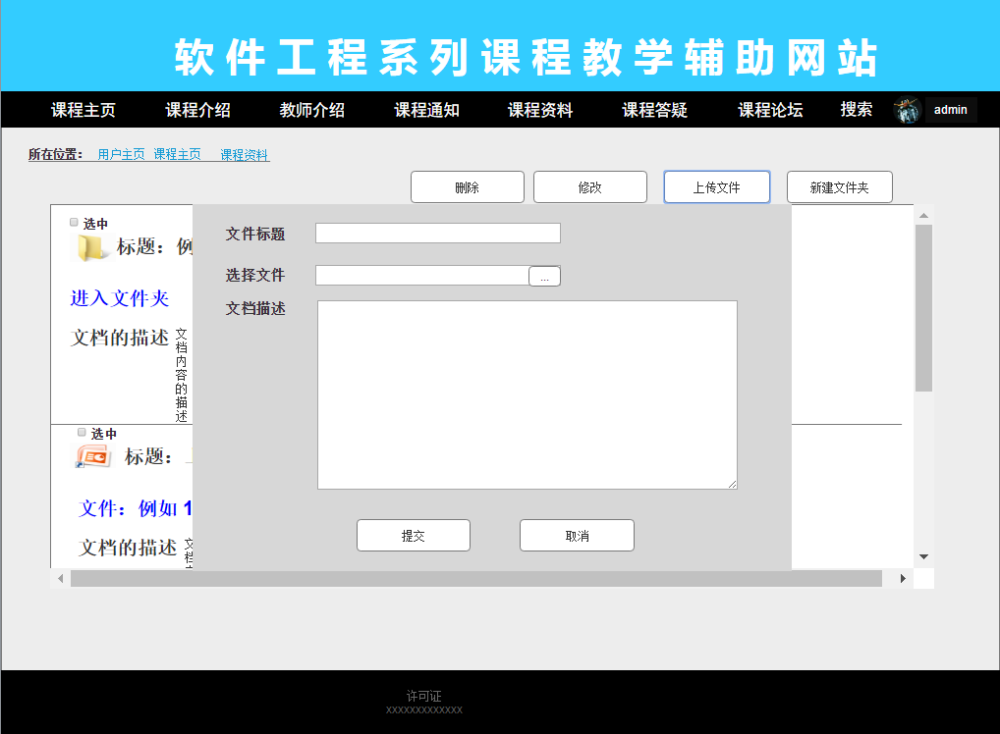 软件工程系列课程教学辅助网站
课程主页 课程介绍 教师介绍 课程通知 课程资料 课程答疑 课程论坛 搜索 admin
所在位置： 用户主页 课程主页 课程资料
删除 修改 上传文件 新建文件夹
选中
标题：例
进入文件夹
文档的描述
文档内容的描述
选中
标题：
文件：例如 1
文档的描述
文档
文件标题
选择文件 ...
文档描述
提交 取消
许可证
xxxxxxxxxxxxx